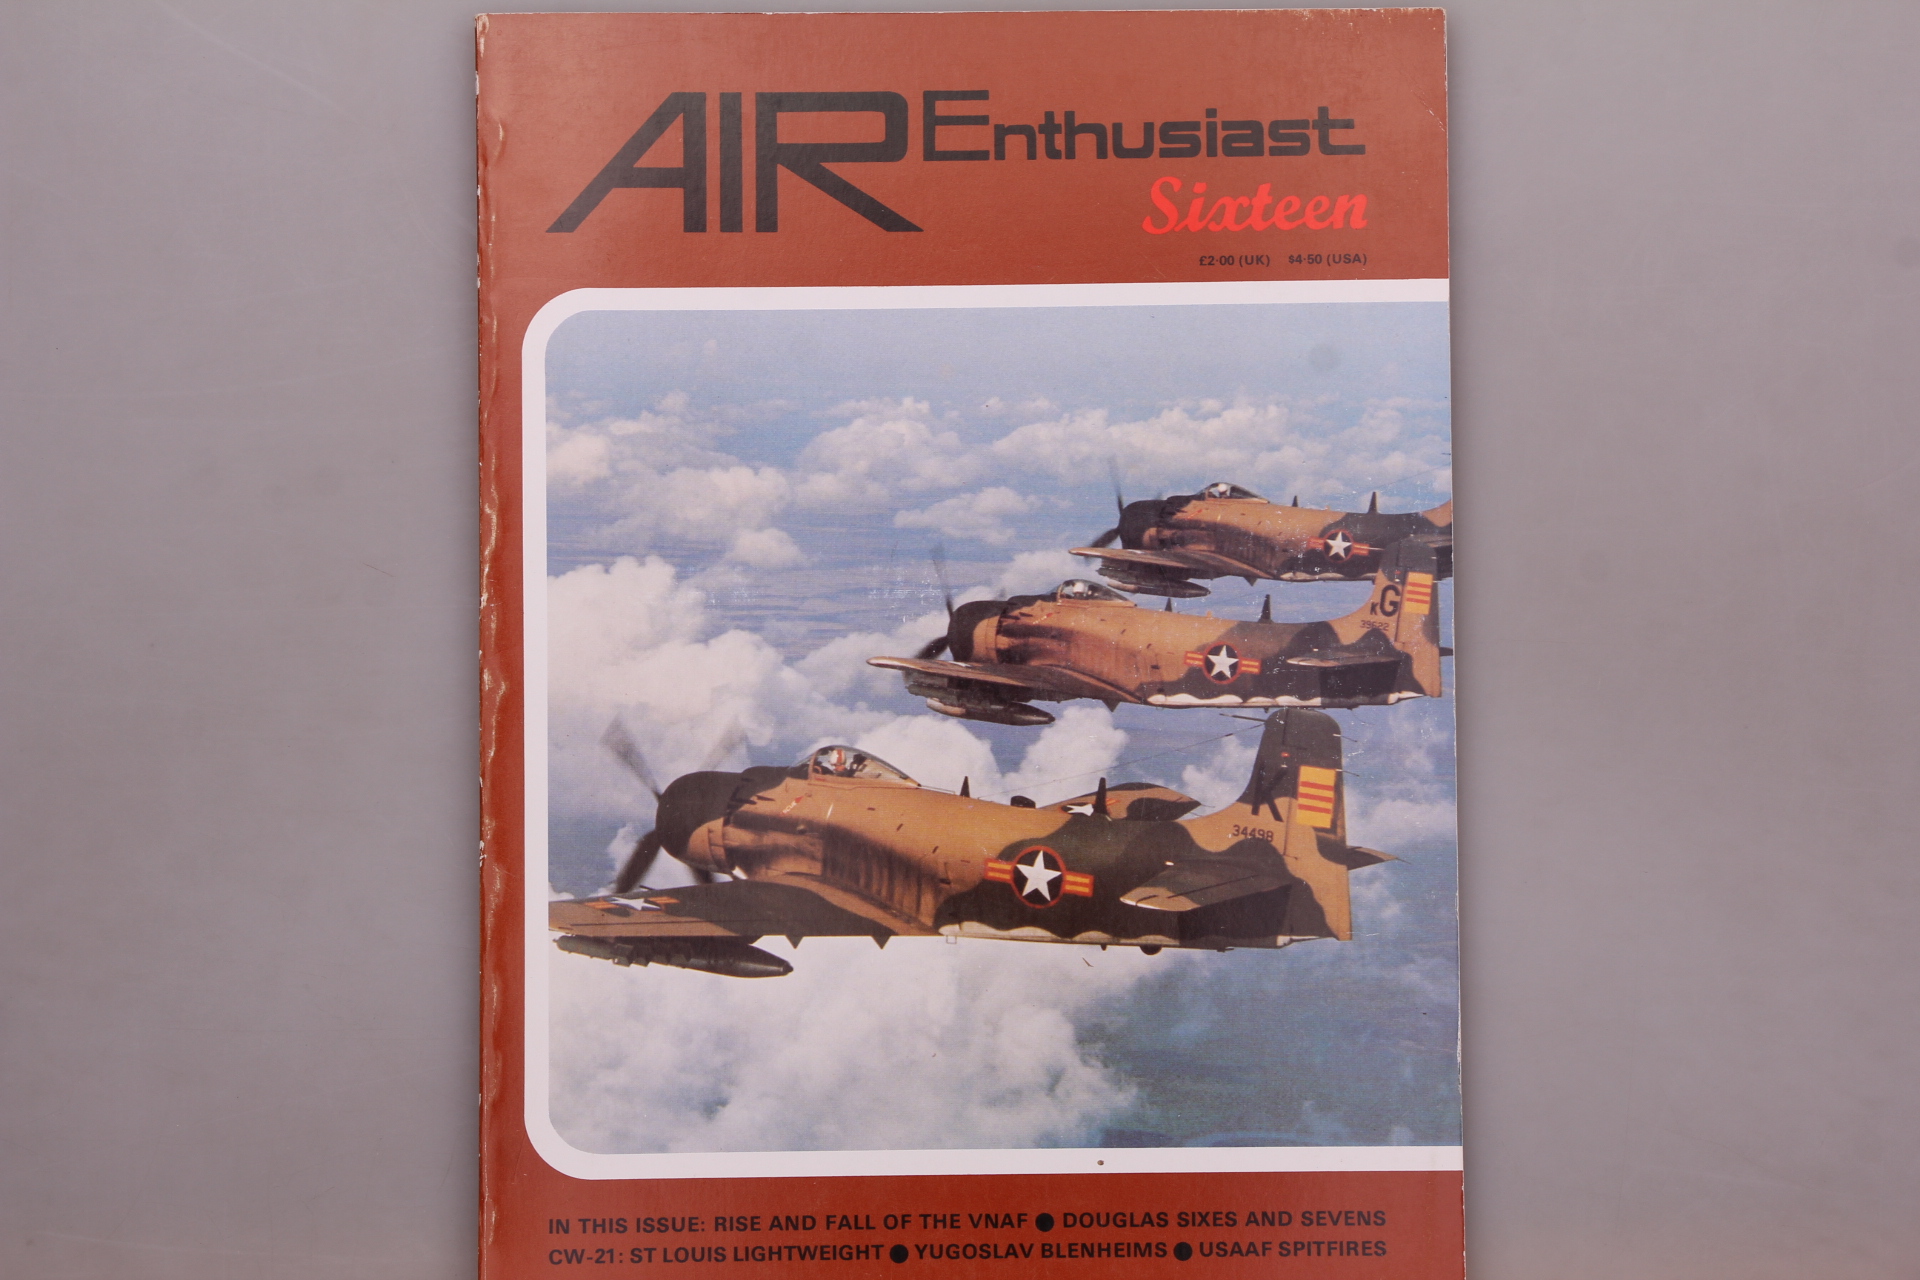 AIR Enthusiast
Sixteen
£2·00 (UK) $4·50 (USA)
KG
39622
K
34498
IN THIS ISSUE: RISE AND FALL OF THE VNAF ● DOUGLAS SIXES AND SEVENS
CW-21: ST LOUIS LIGHTWEIGHT ● YUGOSLAV BLENHEIMS ● USAAF SPITFIRES